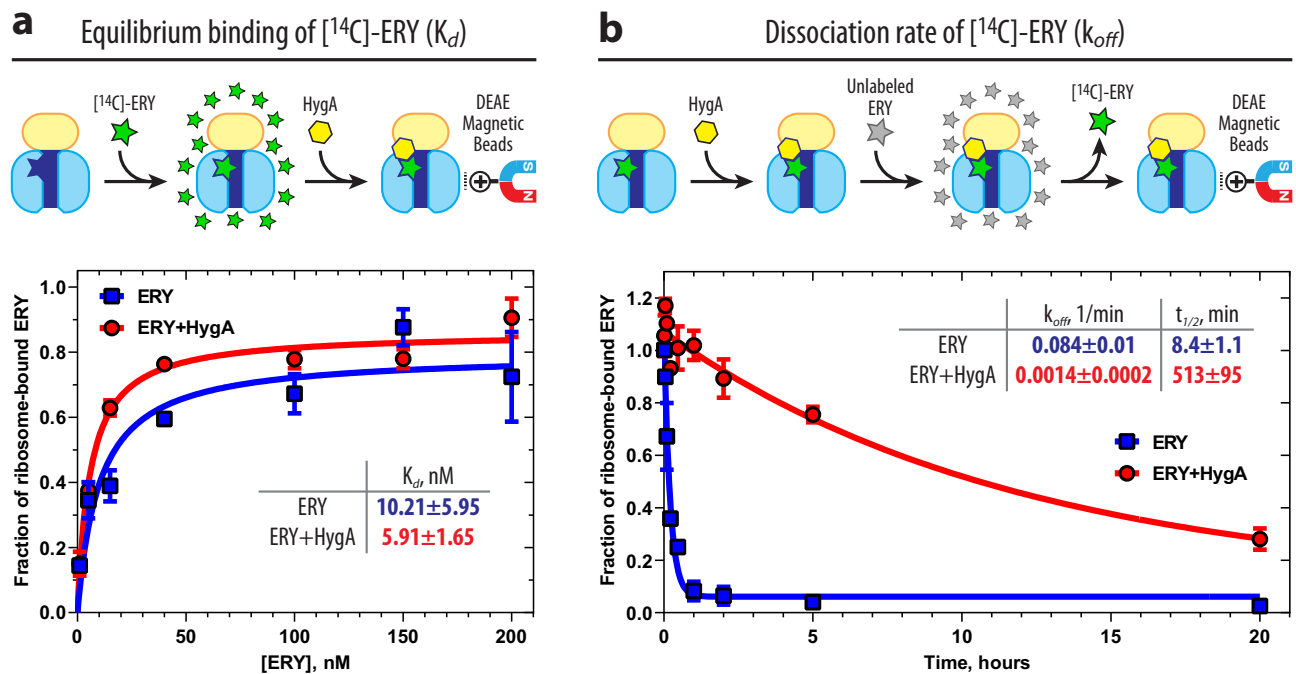 a
Equilibrium binding of [¹⁴C]-ERY (K_d)
[¹⁴C]-ERY
HygA
DEAE
Magnetic
Beads
+
S
N
Fraction of ribosome-bound ERY
1.0
0.8
0.6
0.4
0.2
0.0
ERY
ERY+HygA
K_d, nM
ERY 10.21±5.95
ERY+HygA 5.91±1.65
0 50 100 150 200
[ERY], nM
b
Dissociation rate of [¹⁴C]-ERY (k_off)
HygA
Unlabeled
ERY
[¹⁴C]-ERY
DEAE
Magnetic
Beads
+
S
N
Fraction of ribosome-bound ERY
1.2
1.0
0.8
0.6
0.4
0.2
0.0
k_off, 1/min t_1/2, min
ERY 0.084±0.01 8.4±1.1
ERY+HygA 0.0014±0.0002 513±95
ERY
ERY+HygA
0 5 10 15 20
Time, hours